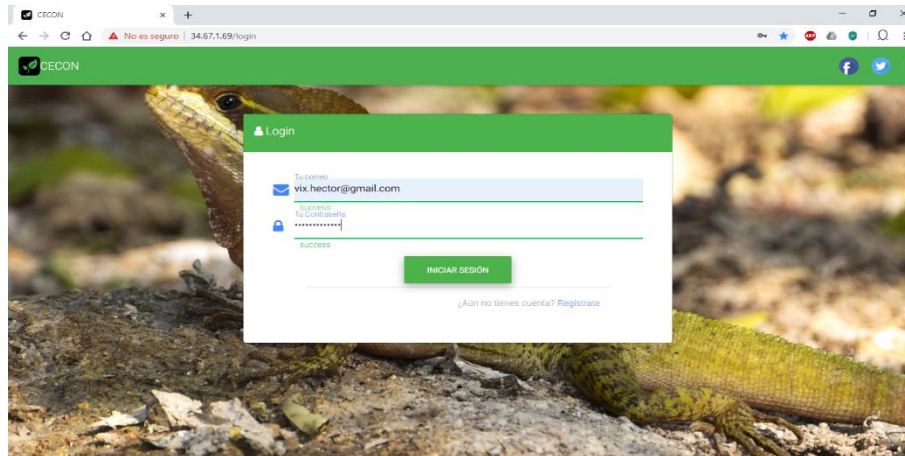 CECON
No es seguro | 34.67.1.69/login
ABP
CECON
Login
Tu correo
vix.hector@gmail.com
success
Tu Contraseña
•••••••••••••
success
INICIAR SESIÓN
¿Aún no tienes cuenta? Regístrate